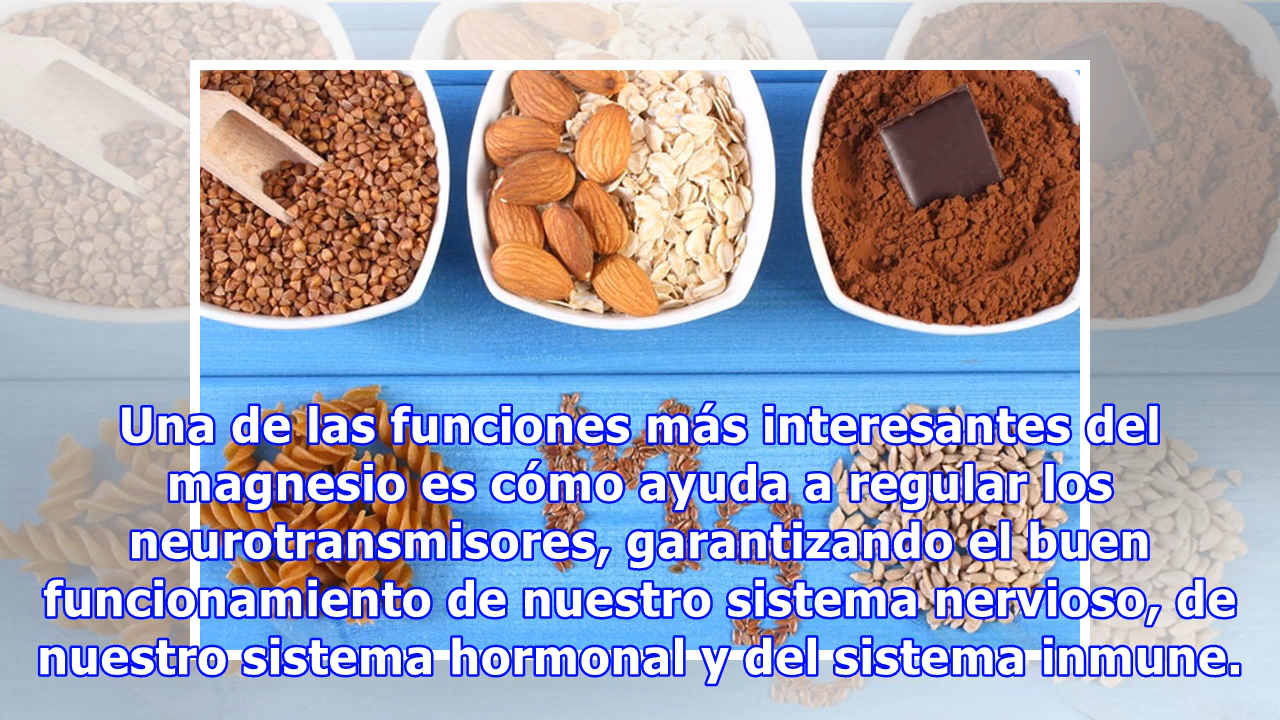 Mg
Una de las funciones más interesantes del
magnesio es cómo ayuda a regular los
neurotransmisores, garantizando el buen
funcionamiento de nuestro sistema nervioso, de
nuestro sistema hormonal y del sistema inmune.